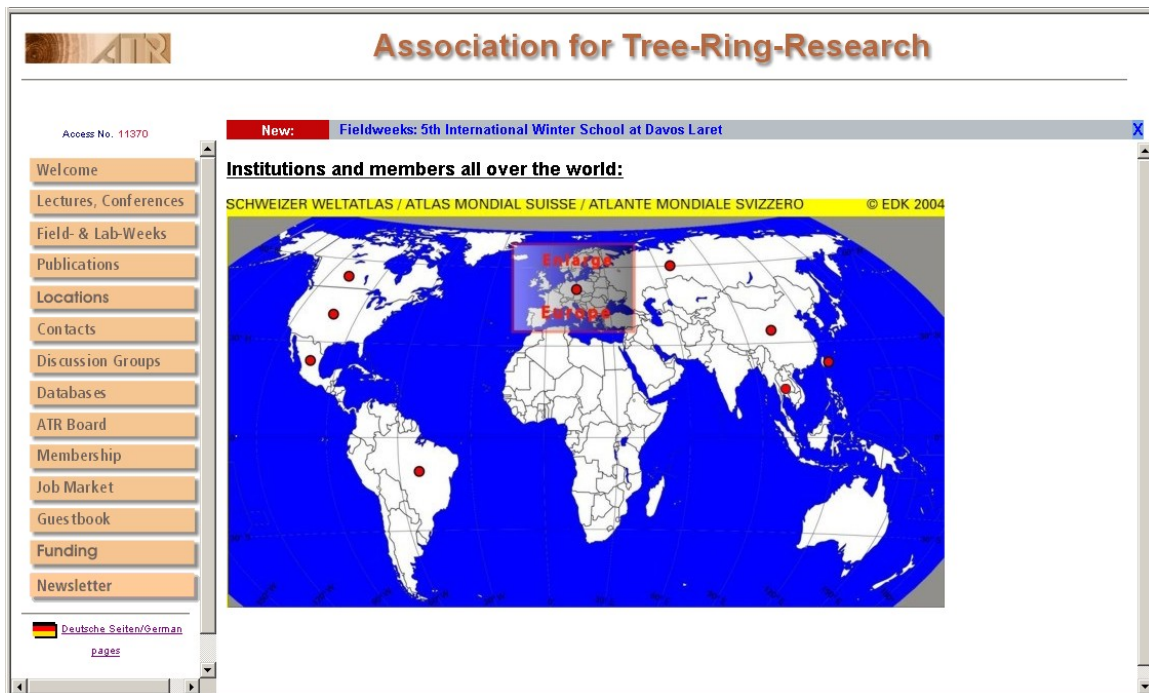 ATR
Association for Tree-Ring-Research
Access No. 11370
New: Fieldweeks: 5th International Winter School at Davos Laret X
Welcome
Lectures, Conferences
Field- & Lab-Weeks
Publications
Locations
Contacts
Discussion Groups
Databases
ATR Board
Membership
Job Market
Guestbook
Funding
Newsletter
Deutsche Seiten/German
pages
Institutions and members all over the world:
SCHWEIZER WELTATLAS / ATLAS MONDIAL SUISSE / ATLANTE MONDIALE SVIZZERO © EDK 2004
Enlarge
Europe